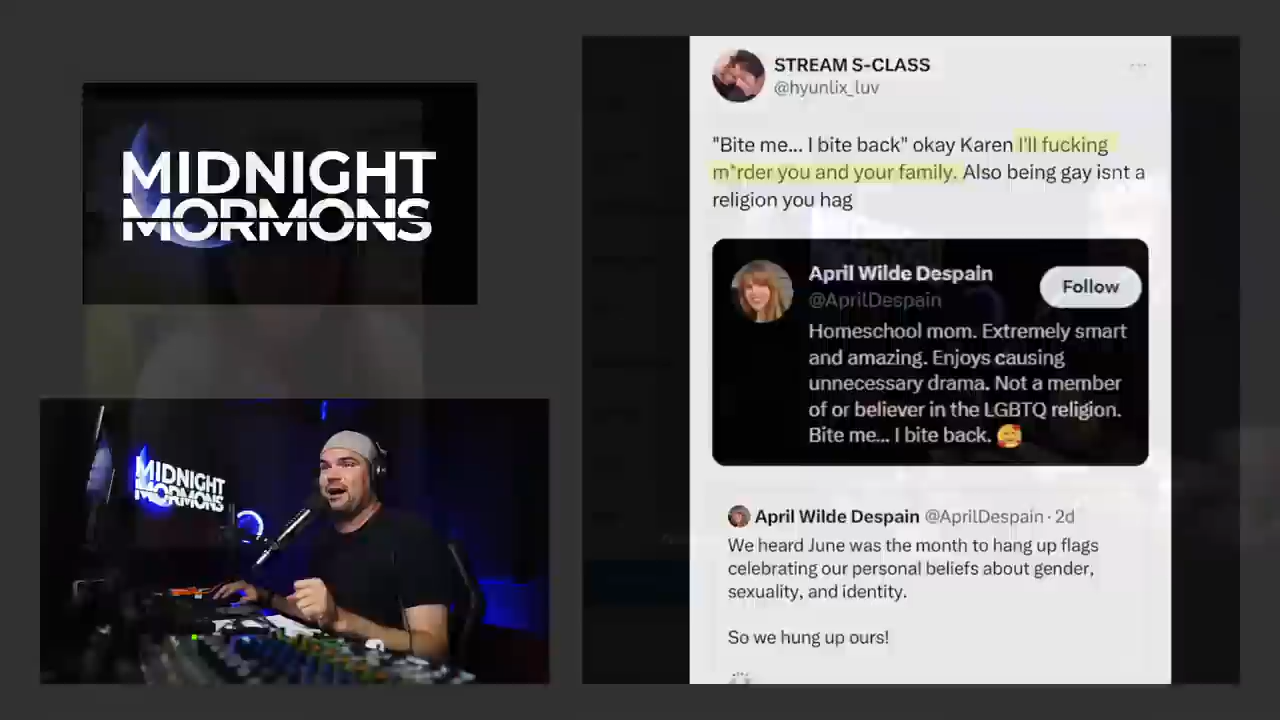 MIDNIGHT
MORMONS
MIDNIGHT
MORMONS
STREAM S-CLASS
@hyunlix_luv
"Bite me... I bite back" okay Karen I'll fucking
m*rder you and your family. Also being gay isnt a
religion you hag
April Wilde Despain
Follow
@AprilDespain
Homeschool mom. Extremely smart
and amazing. Enjoys causing
unnecessary drama. Not a member
of or believer in the LGBTQ religion.
Bite me... I bite back. 🥰
April Wilde Despain @AprilDespain · 2d
We heard June was the month to hang up flags
celebrating our personal beliefs about gender,
sexuality, and identity.
So we hung up ours!